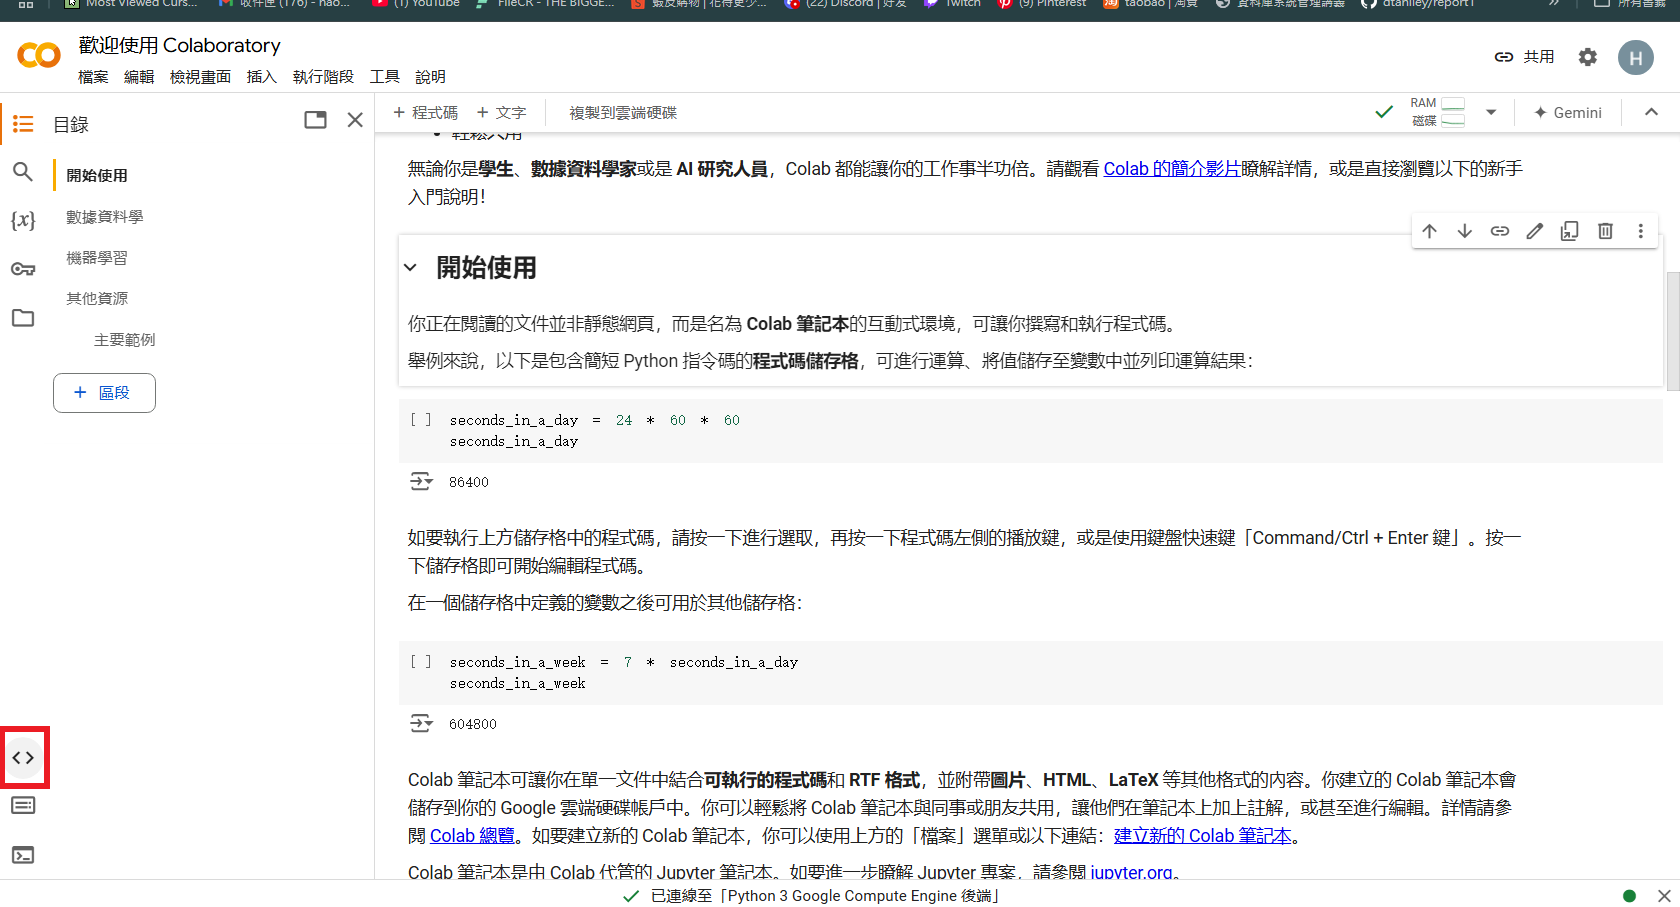 Most Viewed Curs...
收件匣 (176) - hao...
(1) YouTube
FileCR - THE BIGGE...
蝦皮購物 | 花得更少...
(22) Discord | 好友
Twitch
(9) Pinterest
taobao | 淘寶
資料庫系統管理講義
dtanlley/report1
»
所有書籤
歡迎使用 Colaboratory
檔案 編輯 檢視畫面 插入 執行階段 工具 說明
共用
H
目錄
+ 程式碼 + 文字 複製到雲端硬碟
RAM
磁碟
Gemini
開始使用
數據資料學
機器學習
其他資源
主要範例
+ 區段
{x}
• 輕鬆共用
無論你是學生、數據資料學家或是 AI 研究人員，Colab 都能讓你的工作事半功倍。請觀看 Colab 的簡介影片瞭解詳情，或是直接瀏覽以下的新手
入門說明！
開始使用
你正在閱讀的文件並非靜態網頁，而是名為 Colab 筆記本的互動式環境，可讓你撰寫和執行程式碼。
舉例來說，以下是包含簡短 Python 指令碼的程式碼儲存格，可進行運算、將值儲存至變數中並列印運算結果：
[ ] seconds_in_a_day = 24 * 60 * 60
seconds_in_a_day
86400
如要執行上方儲存格中的程式碼，請按一下進行選取，再按一下程式碼左側的播放鍵，或是使用鍵盤快速鍵「Command/Ctrl + Enter 鍵」。按一
下儲存格即可開始編輯程式碼。
在一個儲存格中定義的變數之後可用於其他儲存格：
[ ] seconds_in_a_week = 7 * seconds_in_a_day
seconds_in_a_week
604800
< >
Colab 筆記本可讓你在單一文件中結合可執行的程式碼和 RTF 格式，並附帶圖片、HTML、LaTeX 等其他格式的內容。你建立的 Colab 筆記本會
儲存到你的 Google 雲端硬碟帳戶中。你可以輕鬆將 Colab 筆記本與同事或朋友共用，讓他們在筆記本上加上註解，或甚至進行編輯。詳情請參
閱 Colab 總覽。如要建立新的 Colab 筆記本，你可以使用上方的「檔案」選單或以下連結：建立新的 Colab 筆記本。
Colab 筆記本是由 Colab 代管的 Jupyter 筆記本。如要進一步瞭解 Jupyter 專案，請參閱 jupyter.org。
已連線至「Python 3 Google Compute Engine 後端」